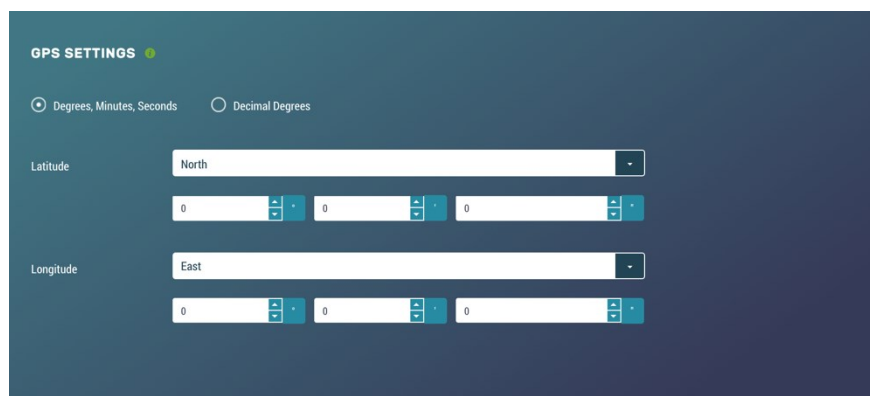 GPS SETTINGS i
Degrees, Minutes, Seconds Decimal Degrees
Latitude North
0 ° 0 ' 0 "
Longitude East
0 ° 0 ' 0 "